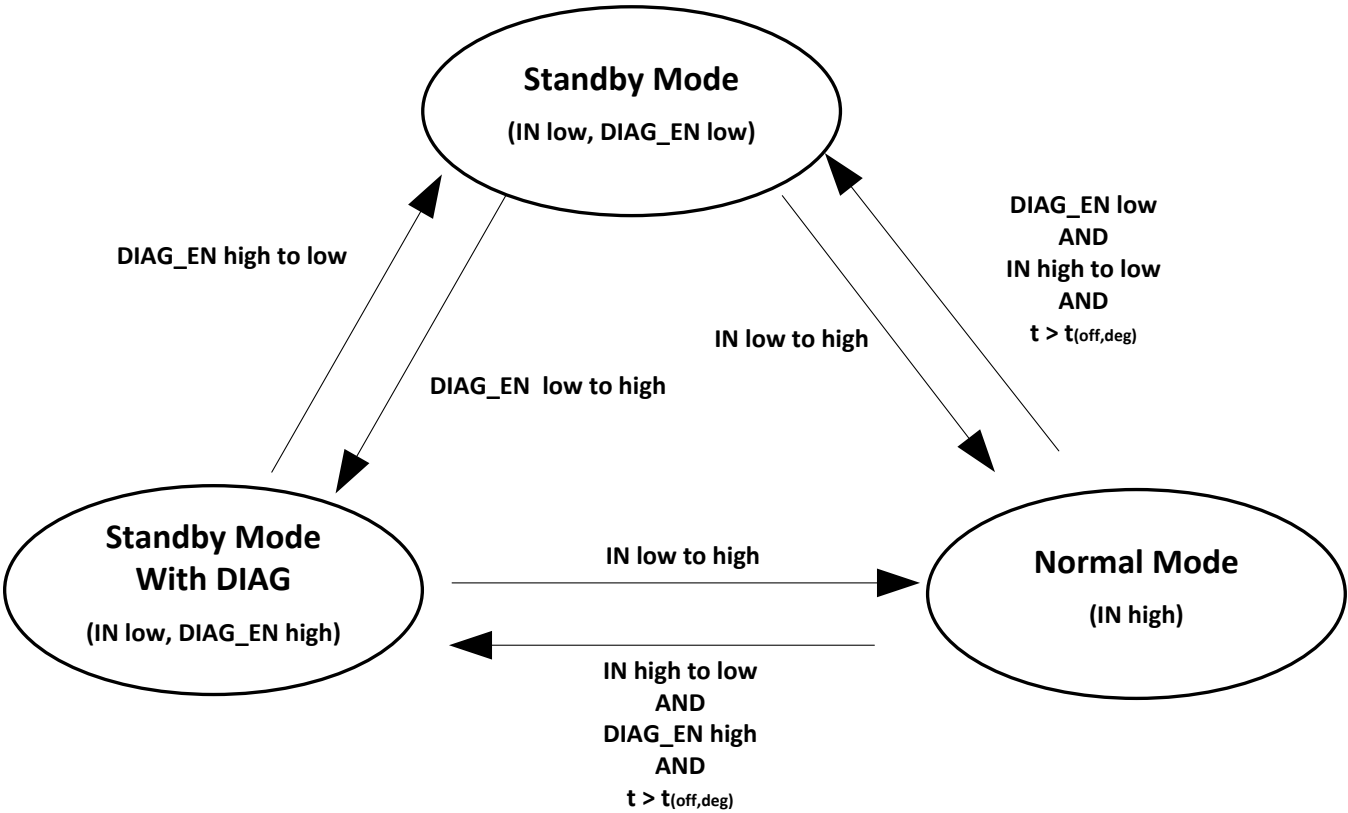 Standby Mode
(IN low, DIAG_EN low)
DIAG_EN low
AND
IN high to low
AND
t > t(off,deg)
DIAG_EN high to low
IN low to high
DIAG_EN  low to high
Standby Mode
With DIAG
(IN low, DIAG_EN high)
IN low to high
Normal Mode
(IN high)
IN high to low
AND
DIAG_EN high
AND
t > t(off,deg)